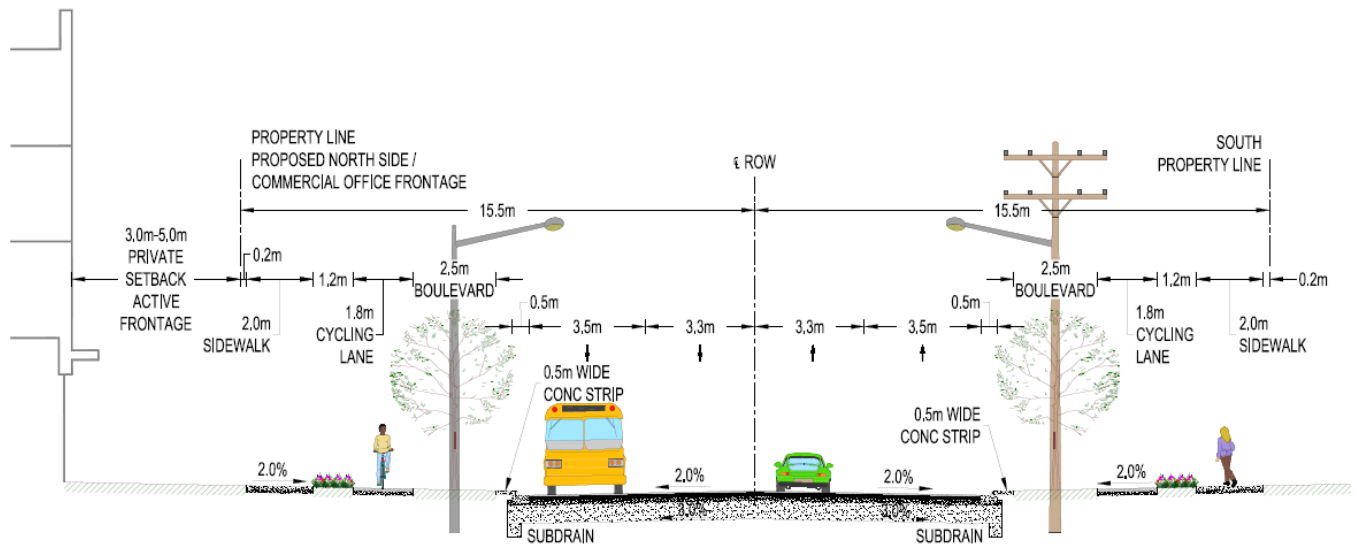 PROPERTY LINE
PROPOSED NORTH SIDE /
COMMERCIAL OFFICE FRONTAGE
℄ ROW
SOUTH
PROPERTY LINE
15.5m
15.5m
3.0m-5.0m
PRIVATE
SETBACK
ACTIVE
FRONTAGE
0.2m
1.2m
2.0m
SIDEWALK
1.8m
CYCLING
LANE
2.5m
BOULEVARD
0.5m
3.5m
3.3m
3.3m
3.5m
0.5m
2.5m
BOULEVARD
1.2m
0.2m
1.8m
CYCLING
LANE
2.0m
SIDEWALK
0.5m WIDE
CONC STRIP
0.5m WIDE
CONC STRIP
2.0%
2.0%
2.0%
2.0%
3.0%
3.0%
SUBDRAIN
SUBDRAIN